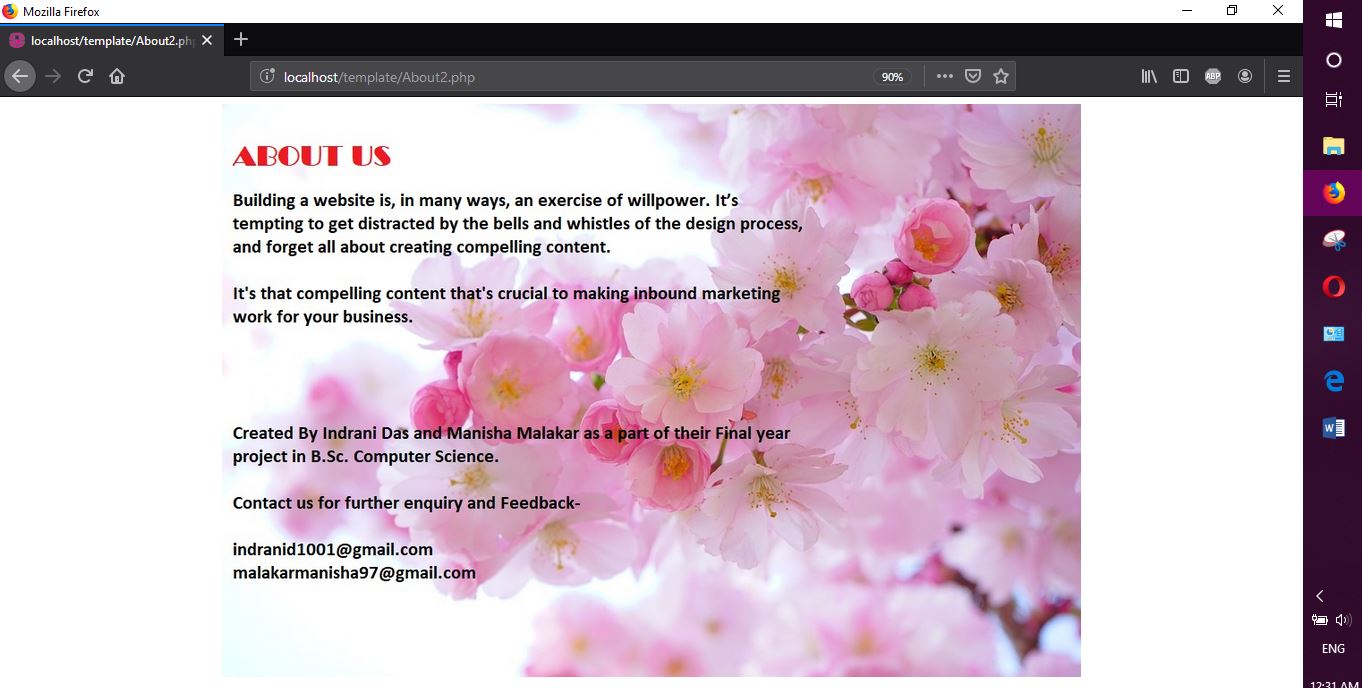 Mozilla Firefox
localhost/template/About2.php
localhost/template/About2.php
90%
ABP
ABOUT US
Building a website is, in many ways, an exercise of willpower. It’s
tempting to get distracted by the bells and whistles of the design process,
and forget all about creating compelling content.
It's that compelling content that's crucial to making inbound marketing
work for your business.
Created By Indrani Das and Manisha Malakar as a part of their Final year
project in B.Sc. Computer Science.
Contact us for further enquiry and Feedback-
indranid1001@gmail.com
malakarmanisha97@gmail.com
ENG
12:31 AM